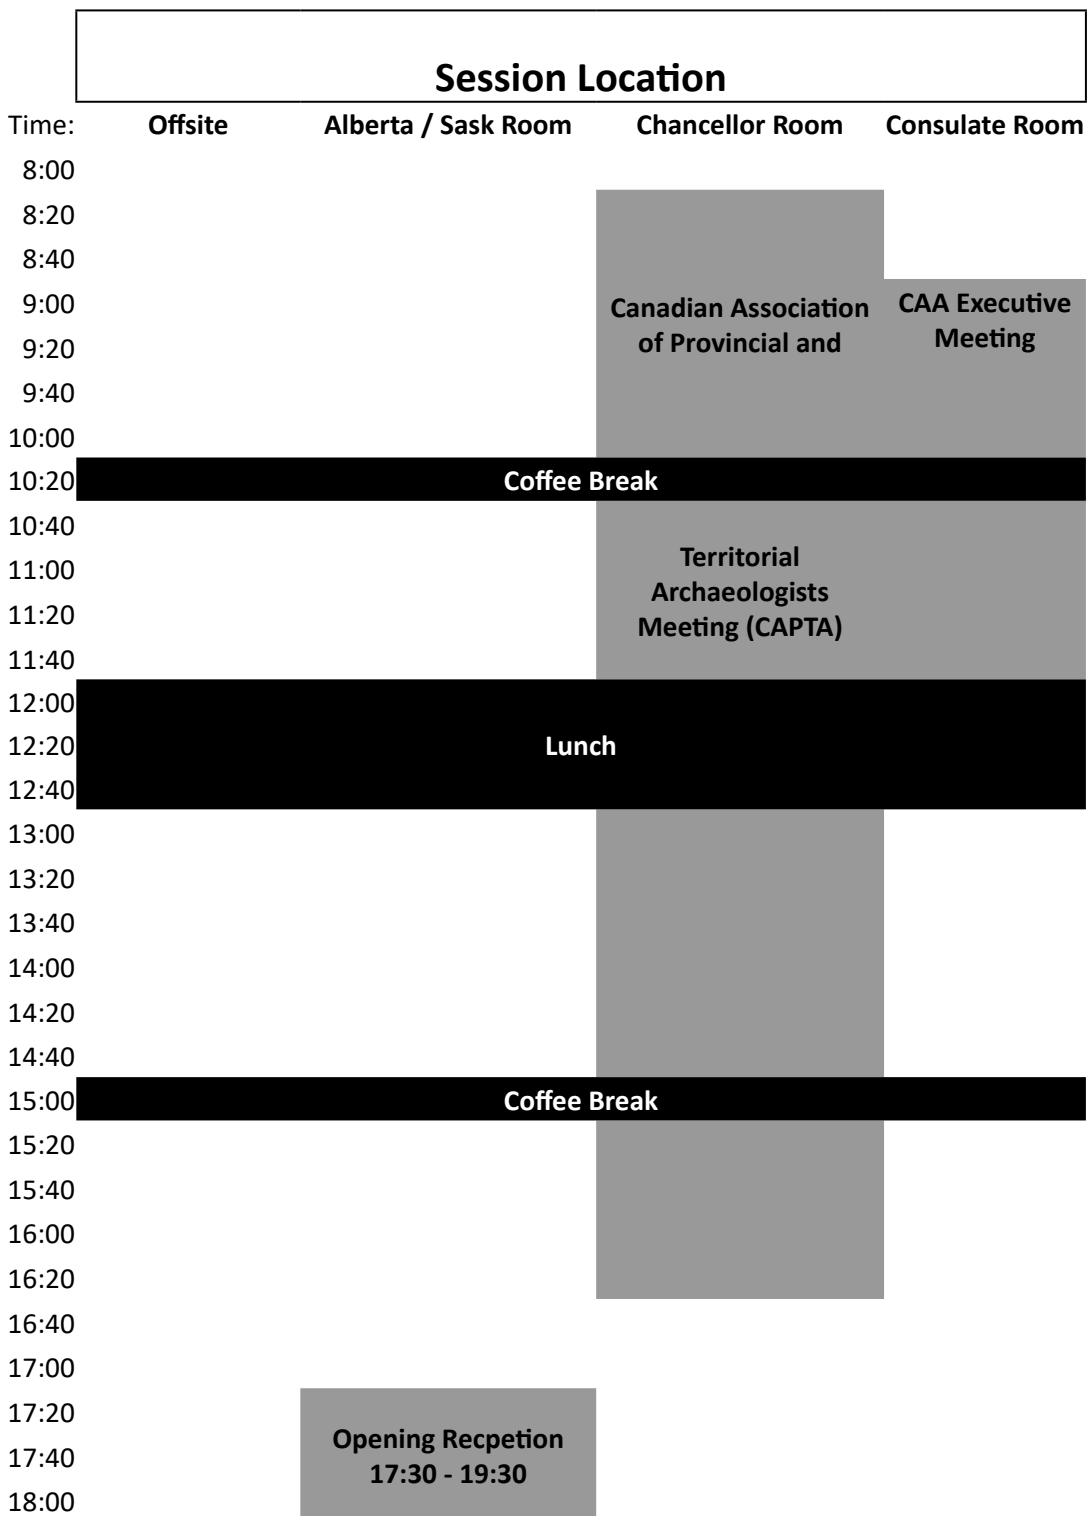 Session Location
Time: Offsite Alberta / Sask Room Chancellor Room Consulate Room
8:00
8:20
8:40
9:00 Canadian Association CAA Executive
9:20 of Provincial and Meeting
9:40
10:00
10:20 Coffee Break
10:40
11:00 Territorial
11:20 Archaeologists
Meeting (CAPTA)
11:40
12:00
12:20 Lunch
12:40
13:00
13:20
13:40
14:00
14:20
14:40
15:00 Coffee Break
15:20
15:40
16:00
16:20
16:40
17:00
17:20
Opening Recpetion
17:40 17:30 - 19:30
18:00